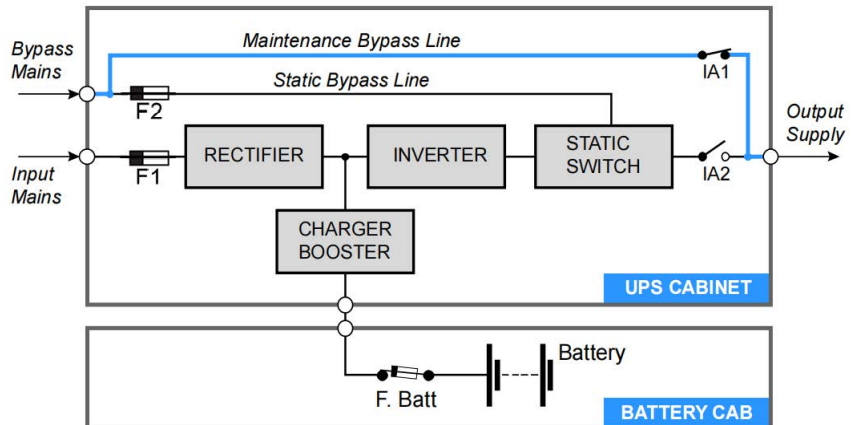 Bypass
Mains
Maintenance Bypass Line
IA1
Static Bypass Line
F2
Output
Supply
Input
Mains
F1
RECTIFIER
INVERTER
STATIC
SWITCH
IA2
CHARGER
BOOSTER
UPS CABINET
Battery
F. Batt
BATTERY CAB